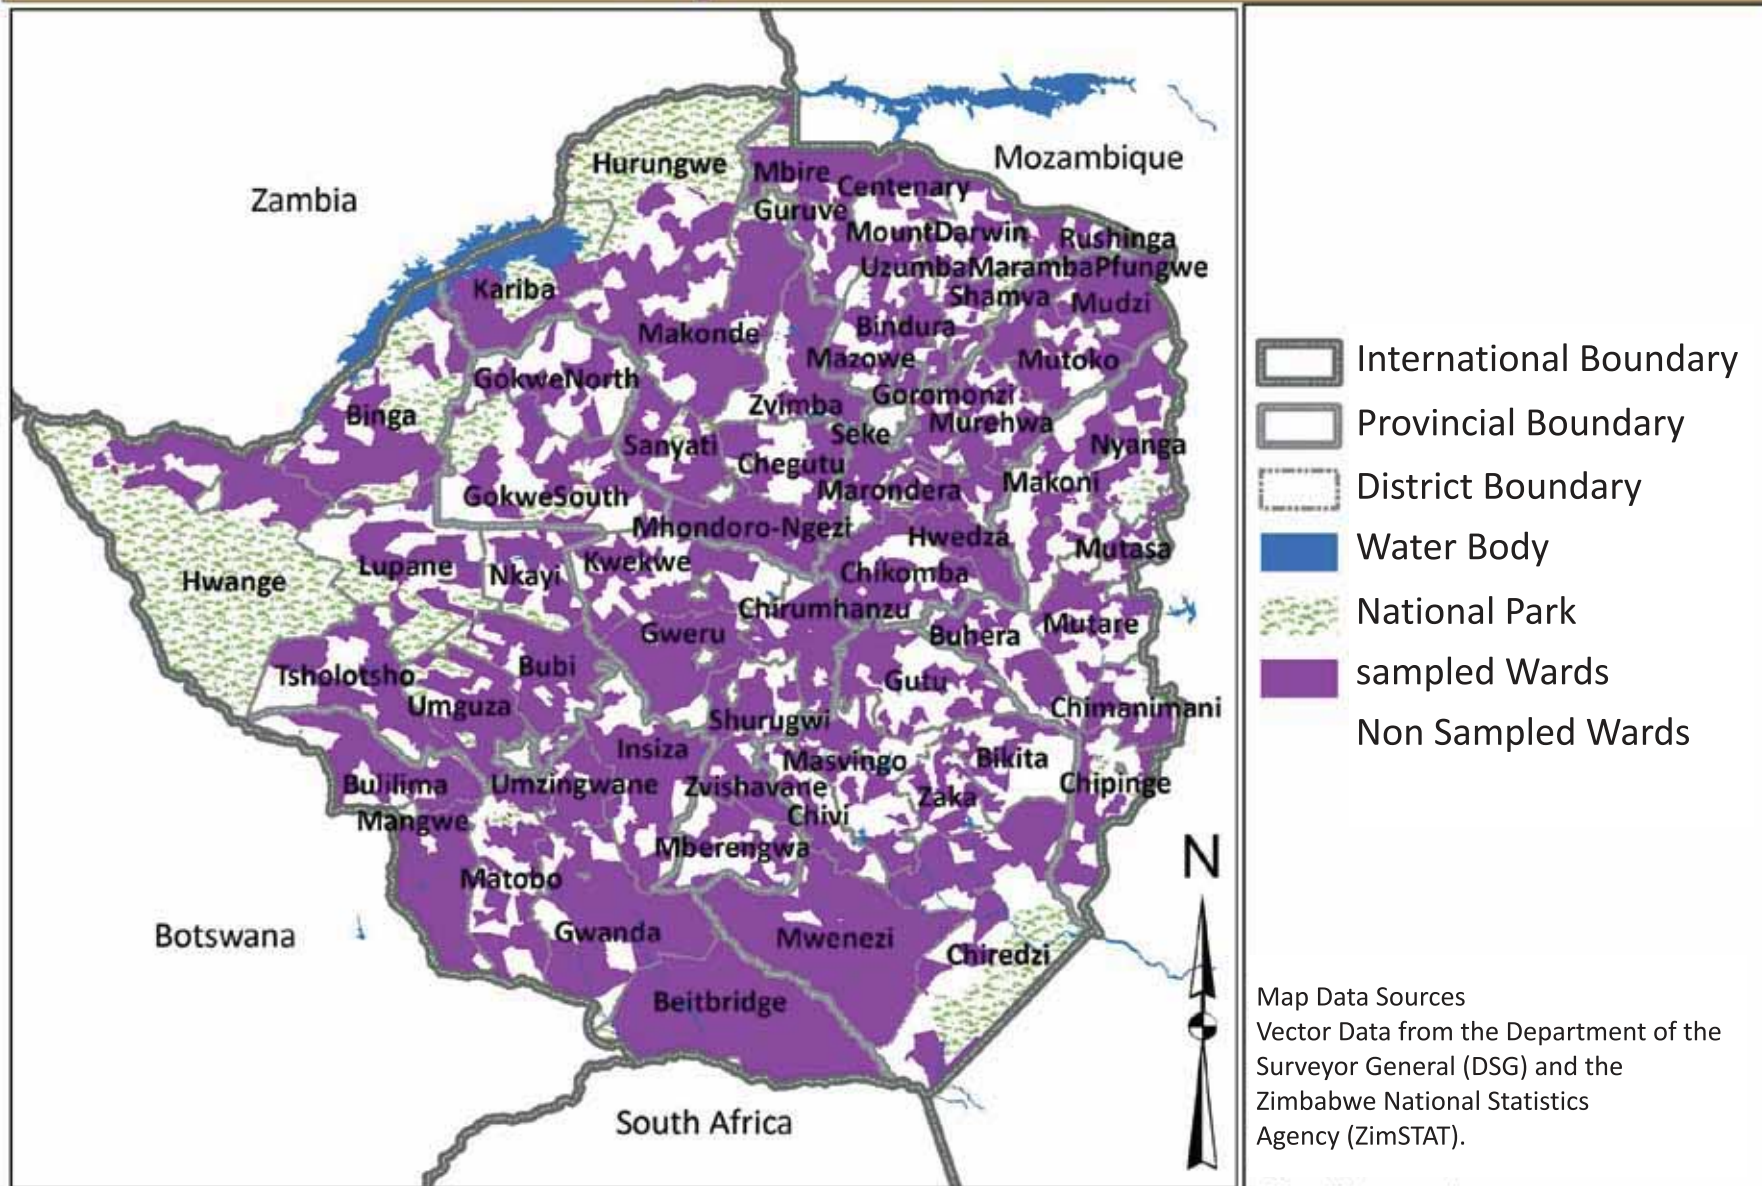 Zambia
Mozambique
Hurungwe
Mbire
Centenary
Guruve
MountDarwin
Rushinga
UzumbaMarambaPfungwe
Kariba
Shamva
Mudzi
Makonde
Bindura
Mazowe
Mutoko
GokweNorth
Goromonzi
Zvimba
Binga
Murehwa
Seke
Sanyati
Nyanga
Chegutu
Makoni
Marondera
GokweSouth
Mhondoro-Ngezi
Hwedza
Mutasa
Lupane
Kwekwe
Nkayi
Chikomba
Hwange
Chirumhanzu
Gweru
Mutare
Buhera
Bubi
Tsholotsho
Gutu
Umguza
Chimanimani
Shurugwi
Insiza
Masvingo
Bikita
Bulilima
Umzingwane
Zvishavane
Chipinge
Zaka
Chivi
Mangwe
Mberengwa
Matobo
Gwanda
Mwenezi
Chiredzi
Botswana
Beitbridge
South Africa
N
International Boundary
Provincial Boundary
District Boundary
Water Body
National Park
sampled Wards
Non Sampled Wards
Map Data Sources
Vector Data from the Department of the
Surveyor General (DSG) and the
Zimbabwe National Statistics
Agency (ZimSTAT).